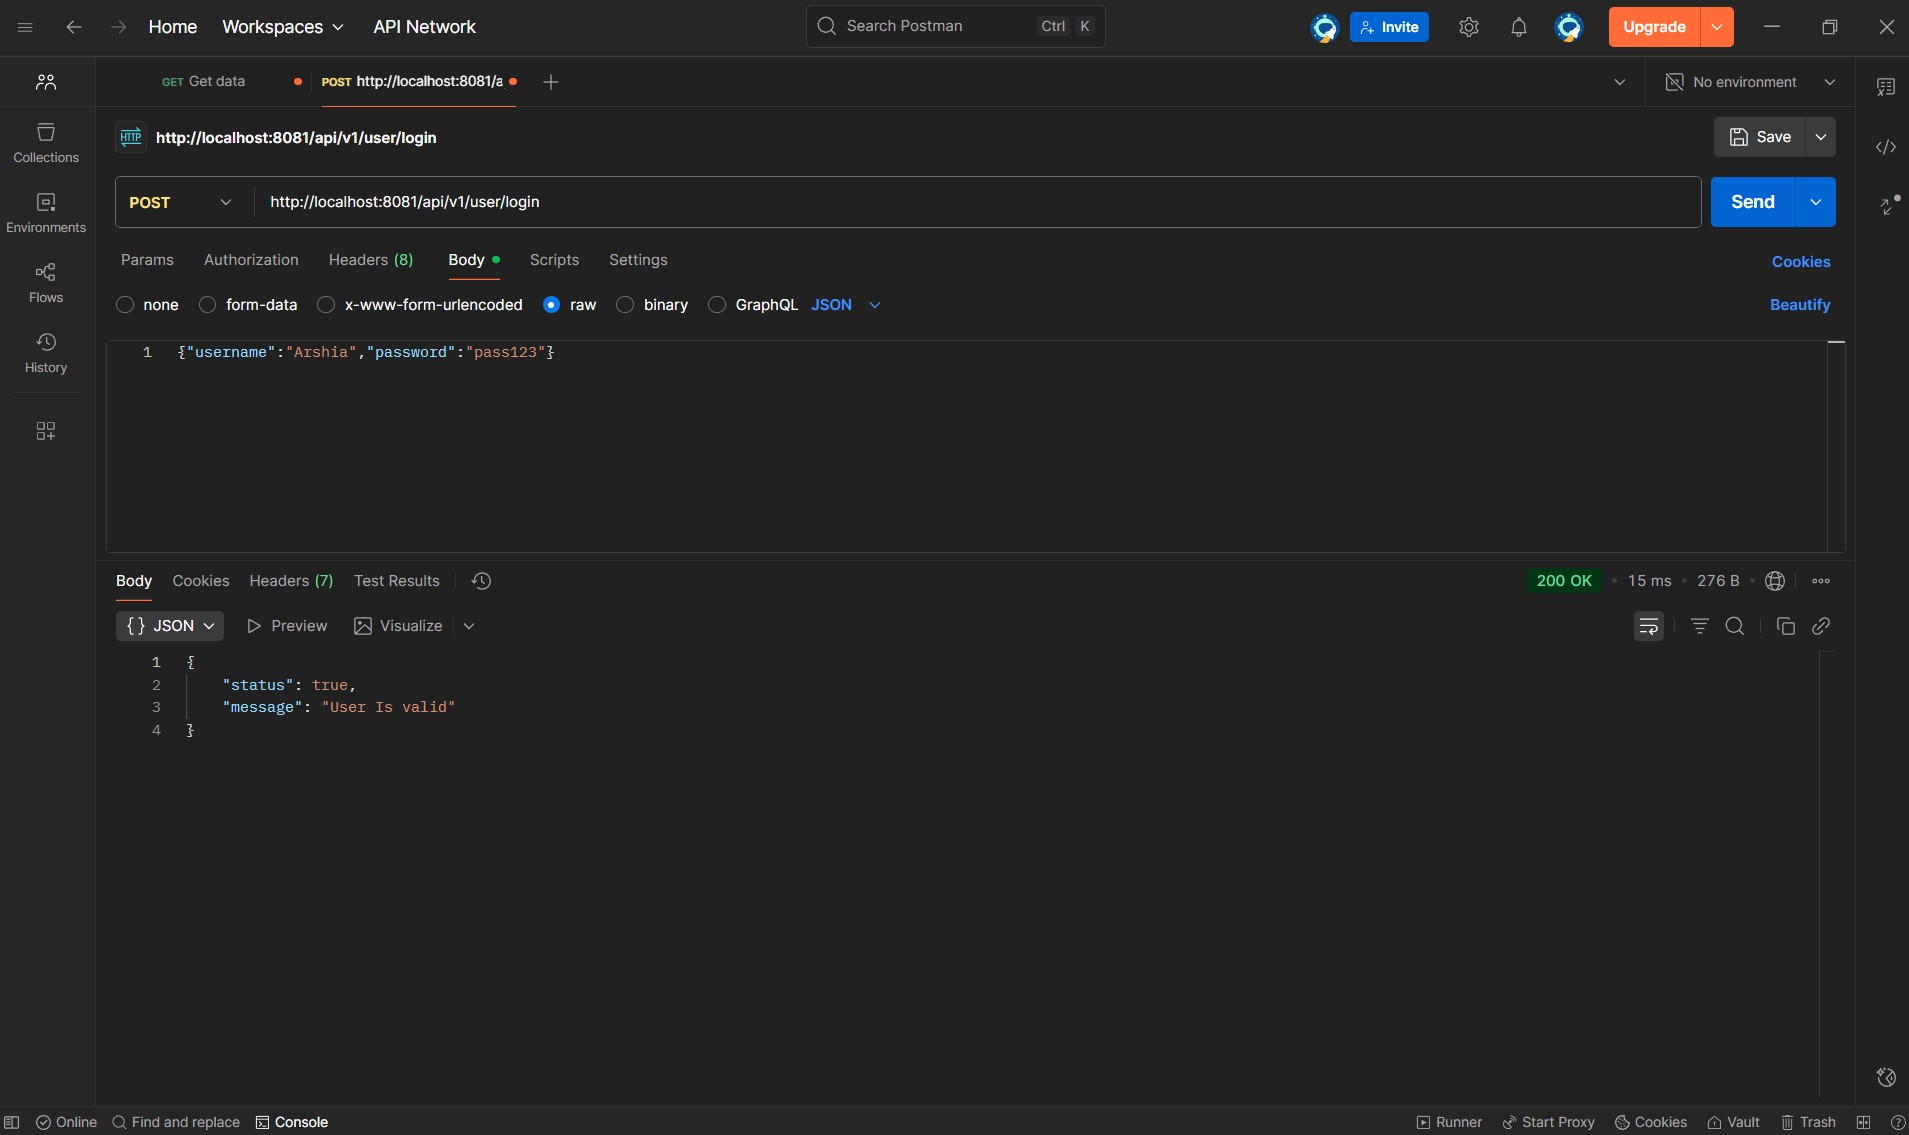 Home Workspaces API Network Search Postman Ctrl K Invite Upgrade
GET Get data POST http://localhost:8081/a No environment
HTTP http://localhost:8081/api/v1/user/login Save
Collections
POST http://localhost:8081/api/v1/user/login Send
Environments
Params Authorization Headers (8) Body Scripts Settings Cookies
Flows
none form-data x-www-form-urlencoded raw binary GraphQL JSON Beautify
History
1 {"username":"Arshia","password":"pass123"}
Body Cookies Headers (7) Test Results 200 OK • 15 ms • 276 B •
{} JSON Preview Visualize
1 {
2 "status": true,
3 "message": "User Is valid"
4 }
Online Find and replace Console Runner Start Proxy Cookies Vault Trash